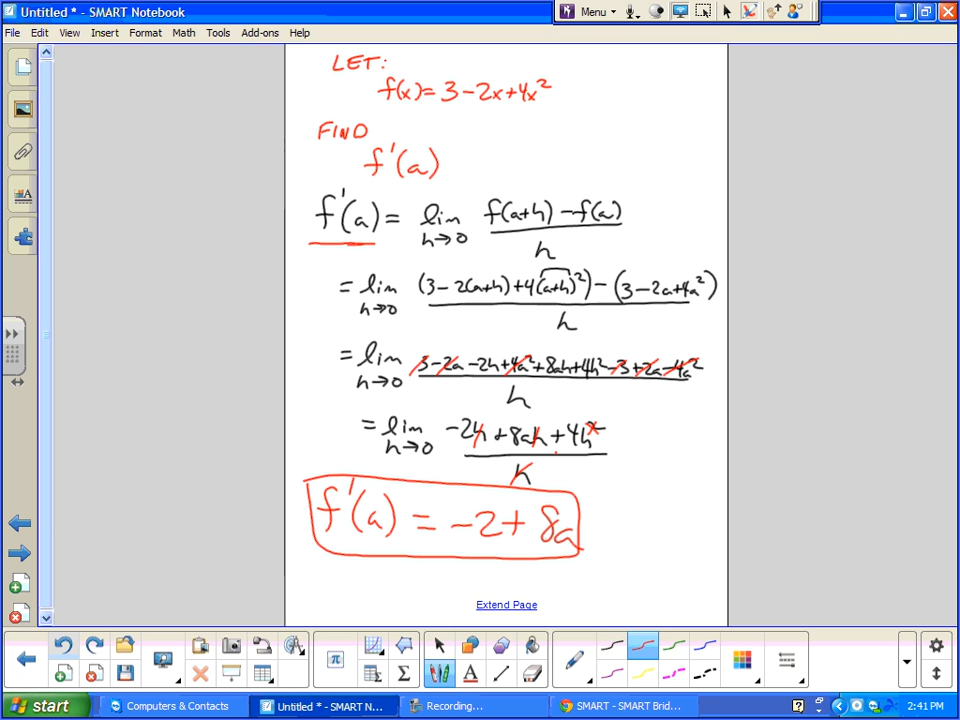 Untitled * - SMART Notebook
Menu
File Edit View Insert Format Math Tools Add-ons Help
LET:
f(x)= 3-2x+4x²
FIND
f'(a)
f'(a)= lim h→0 f(a+h)-f(a) / h
= lim h→0 (3-2(a+h)+4(a+h)²)-(3-2a+4a²) / h
= lim h→0 3-2a-2h+4a²+8ah+4h²-3+2a-4a² / h
= lim h→0 -2h+8ah+4h² / h
f'(a) = -2+8a
Extend Page
start Computers & Contacts Untitled * - SMART N... Recording... SMART - SMART Brid... 2:41 PM